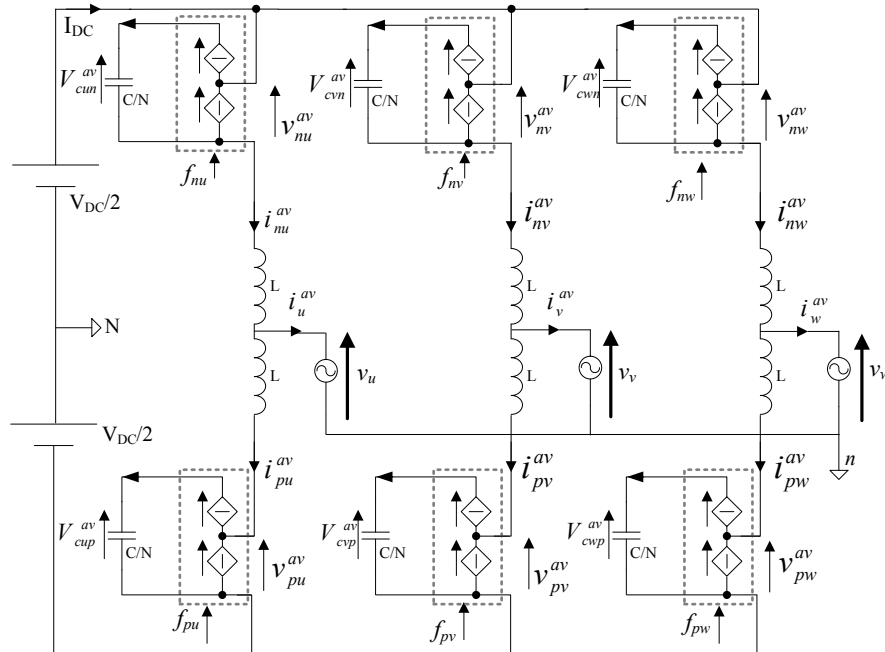 I_DC
V_cun^av C/N v_nu^av f_nu
V_cvn^av C/N v_nv^av f_nv
V_cwn^av C/N v_nw^av f_nw
V_DC/2
i_nu^av i_nv^av i_nw^av
L L L
i_u^av i_v^av i_w^av
N
v_u v_v v_v
L L L
V_DC/2
i_pu^av i_pv^av i_pw^av
n
V_cup^av C/N v_pu^av f_pu
V_cvp^av C/N v_pv^av f_pv
V_cwp^av C/N v_pw^av f_pw